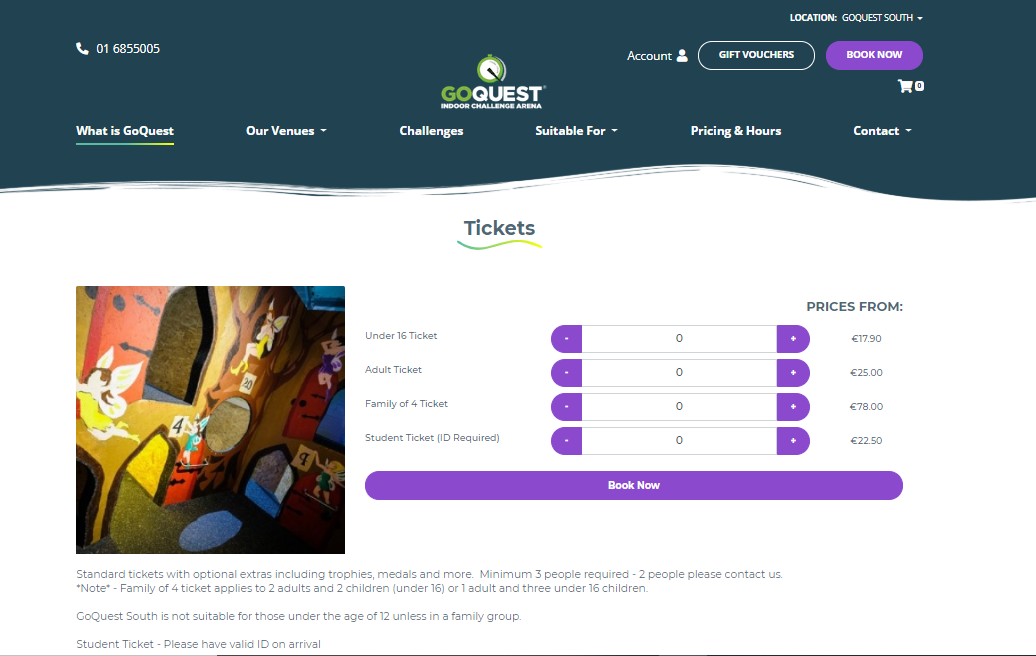 LOCATION: GOQUEST SOUTH
01 6855005
Account
GIFT VOUCHERS
BOOK NOW
0
GOQUEST
INDOOR CHALLENGE ARENA
What is GoQuest
Our Venues
Challenges
Suitable For
Pricing & Hours
Contact
Tickets
PRICES FROM:
Under 16 Ticket - 0 + €17.90
Adult Ticket - 0 + €25.00
Family of 4 Ticket - 0 + €78.00
Student Ticket (ID Required) - 0 + €22.50
Book Now
20
4
9
Standard tickets with optional extras including trophies, medals and more. Minimum 3 people required - 2 people please contact us.
*Note* - Family of 4 ticket applies to 2 adults and 2 children (under 16) or 1 adult and three under 16 children.
GoQuest South is not suitable for those under the age of 12 unless in a family group.
Student Ticket - Please have valid ID on arrival